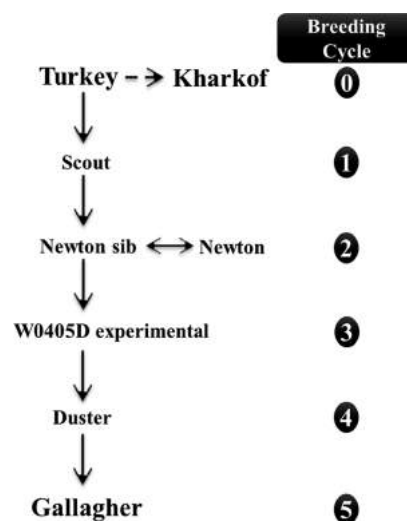 Breeding
Cycle
Turkey Kharkof 0
Scout 1
Newton sib Newton 2
W0405D experimental 3
Duster 4
Gallagher 5